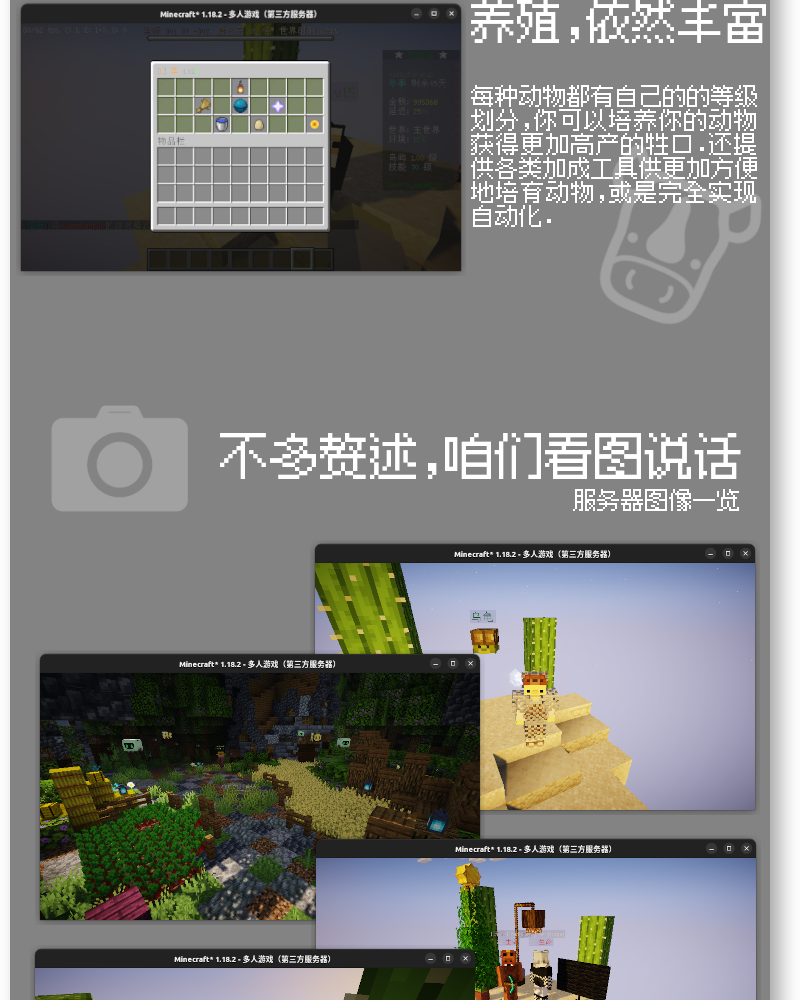 Minecraft* 1.18.2 - 多人游戏（第三方服务器）
物品栏
养殖,依然丰富
每种动物都有自己的的等级
划分,你可以培养你的动物
获得更加高产的牲口.还提
供各类加成工具供更加方便
地培育动物,或是完全实现
自动化.
不多赘述,咱们看图说话
服务器图像一览
Minecraft* 1.18.2 - 多人游戏（第三方服务器）
Minecraft* 1.18.2 - 多人游戏（第三方服务器）
Minecraft* 1.18.2 - 多人游戏（第三方服务器）
Minecraft* 1.18.2 - 多人游戏（第三方服务器）